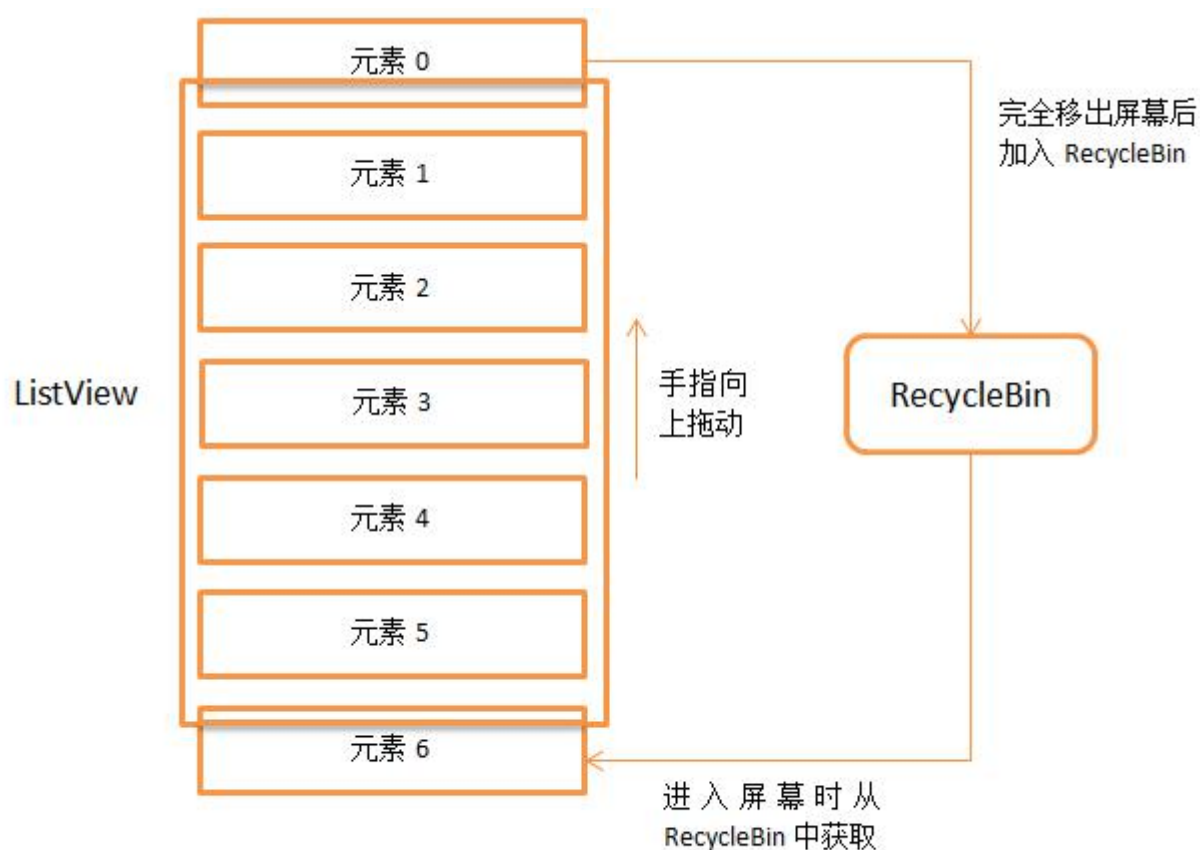 元素 0
完全移出屏幕后
加入 RecycleBin
元素 1
元素 2
ListView
元素 3
手指向
上拖动
RecycleBin
元素 4
元素 5
元素 6
进入屏幕时从
RecycleBin 中获取